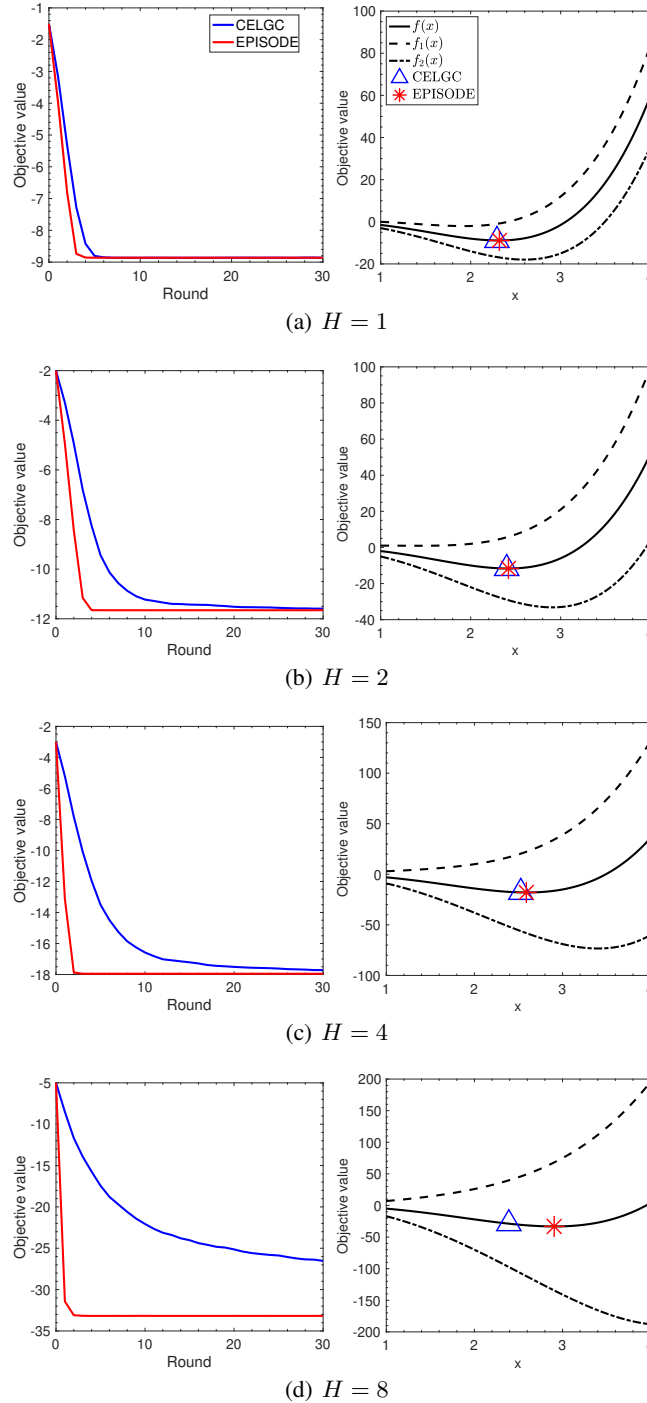 -1
-2
-3
-4
-5
-6
-7
-8
-9
Objective value
0 10 20 30
Round
CELGC
EPISODE
100
80
60
40
20
0
-20
Objective value
1 2 3
x
f(x)
f₁(x)
f₂(x)
CELGC
EPISODE
(a) H = 1
-2
-4
-6
-8
-10
-12
Objective value
0 10 20 30
Round
100
80
60
40
20
0
-20
-40
Objective value
1 2 3
x
(b) H = 2
-2
-4
-6
-8
-10
-12
-14
-16
-18
Objective value
0 10 20 30
Round
150
100
50
0
-50
-100
Objective value
1 2 3
x
(c) H = 4
-5
-10
-15
-20
-25
-30
-35
Objective value
0 10 20 30
Round
200
150
100
50
0
-50
-100
-150
-200
Objective value
1 2 3
x
(d) H = 8